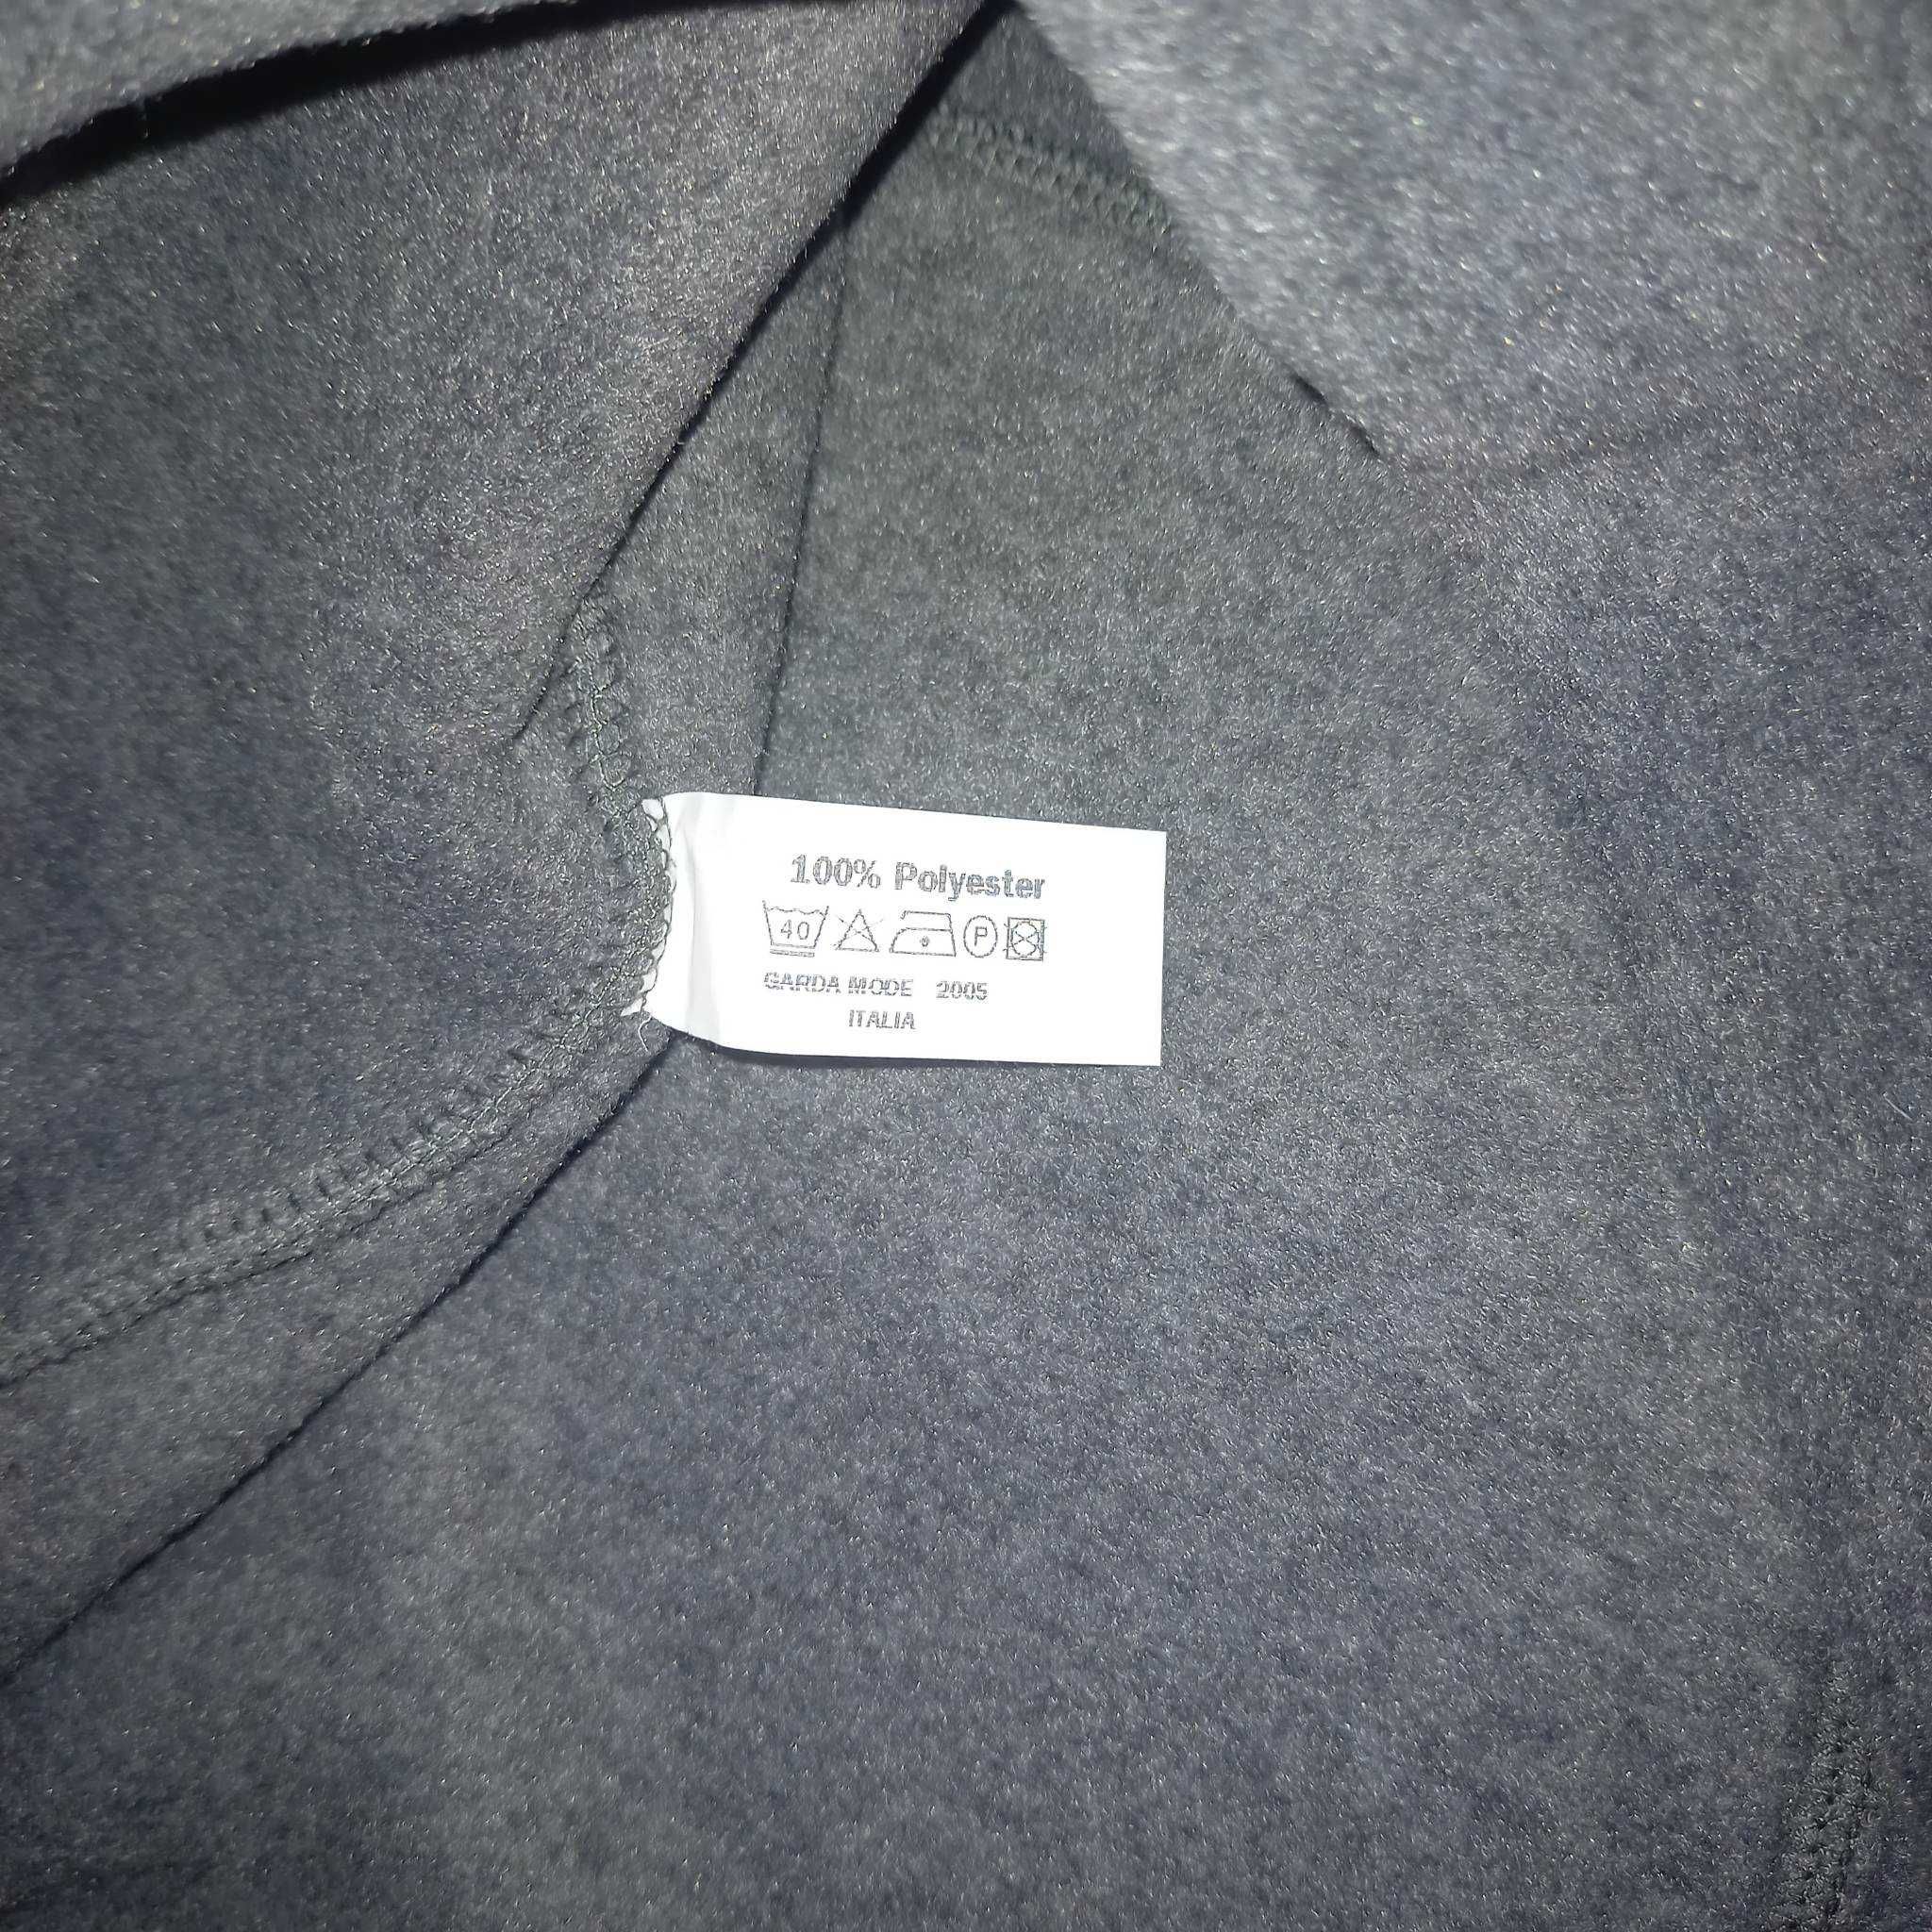 100% Polyester
40 P
GARDA MODE 2005
ITALIA